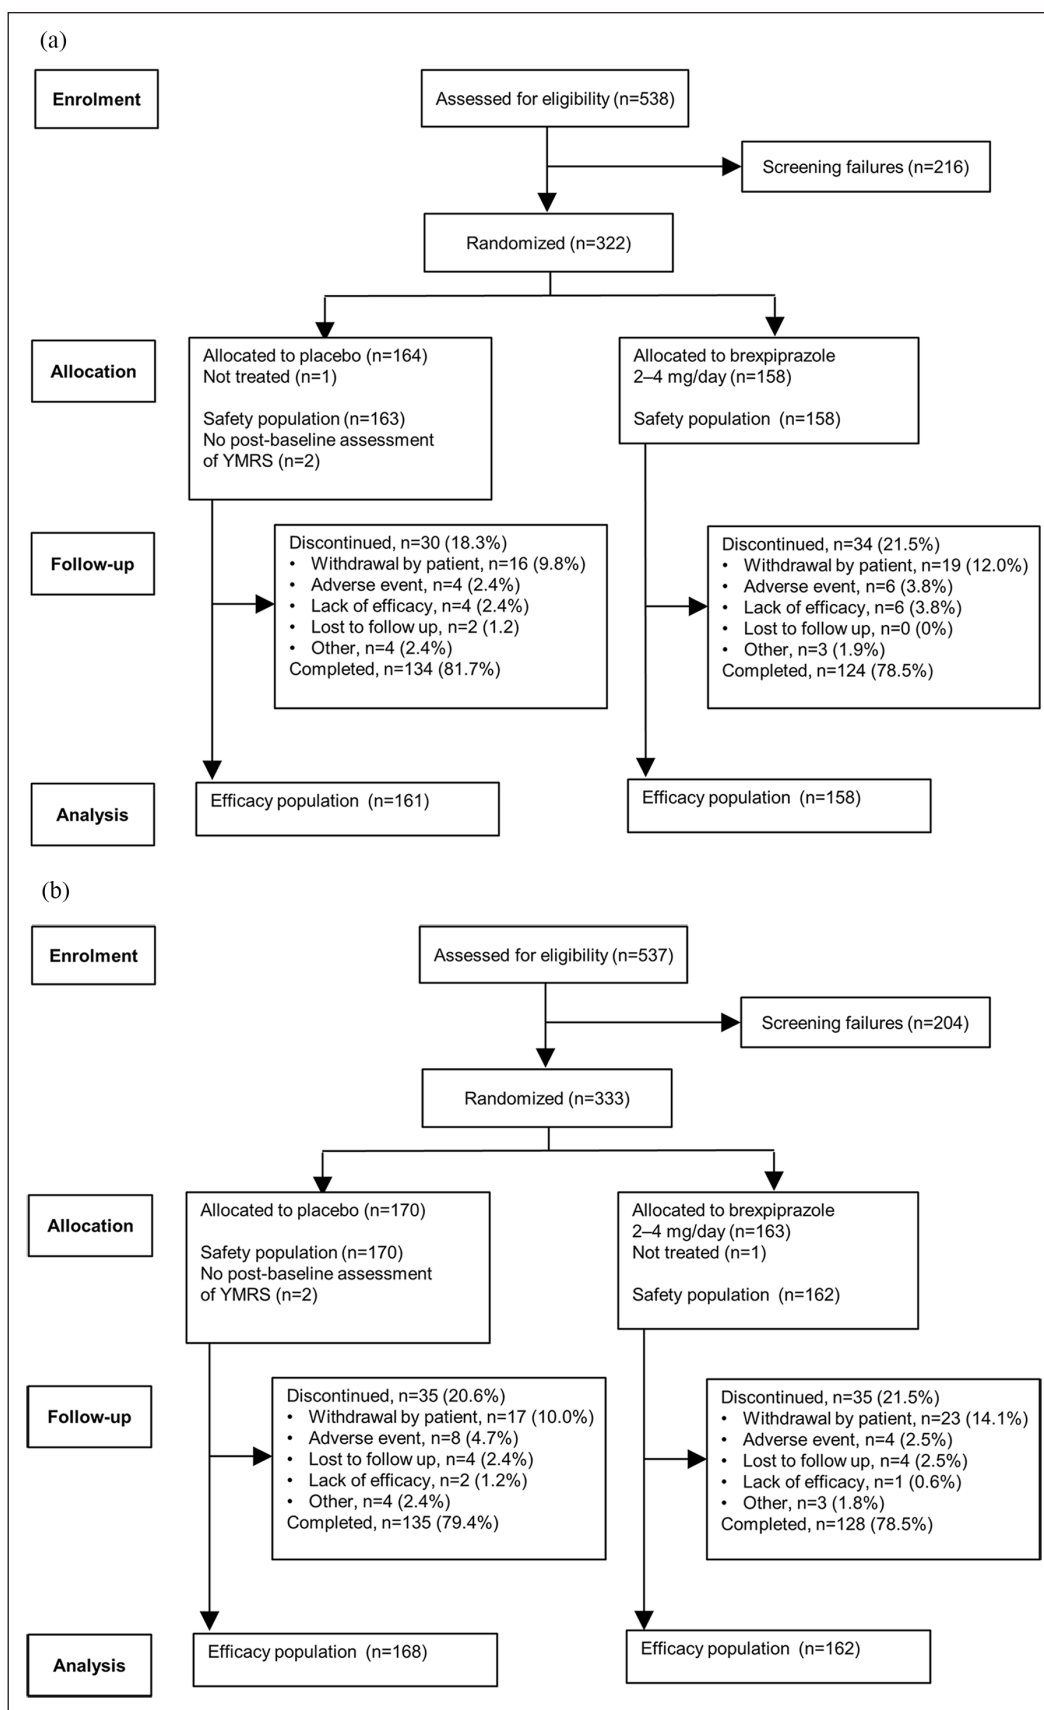 (a)
Enrolment
Assessed for eligibility (n=538)
Screening failures (n=216)
Randomized (n=322)
Allocation
Allocated to placebo (n=164)
Not treated (n=1)
Safety population (n=163)
No post-baseline assessment
of YMRS (n=2)
Allocated to brexpiprazole
2–4 mg/day (n=158)
Safety population (n=158)
Follow-up
Discontinued, n=30 (18.3%)
• Withdrawal by patient, n=16 (9.8%)
• Adverse event, n=4 (2.4%)
• Lack of efficacy, n=4 (2.4%)
• Lost to follow up, n=2 (1.2)
• Other, n=4 (2.4%)
Completed, n=134 (81.7%)
Discontinued, n=34 (21.5%)
• Withdrawal by patient, n=19 (12.0%)
• Adverse event, n=6 (3.8%)
• Lack of efficacy, n=6 (3.8%)
• Lost to follow up, n=0 (0%)
• Other, n=3 (1.9%)
Completed, n=124 (78.5%)
Analysis
Efficacy population (n=161)
Efficacy population (n=158)
(b)
Enrolment
Assessed for eligibility (n=537)
Screening failures (n=204)
Randomized (n=333)
Allocation
Allocated to placebo (n=170)
Safety population (n=170)
No post-baseline assessment
of YMRS (n=2)
Allocated to brexpiprazole
2–4 mg/day (n=163)
Not treated (n=1)
Safety population (n=162)
Follow-up
Discontinued, n=35 (20.6%)
• Withdrawal by patient, n=17 (10.0%)
• Adverse event, n=8 (4.7%)
• Lost to follow up, n=4 (2.4%)
• Lack of efficacy, n=2 (1.2%)
• Other, n=4 (2.4%)
Completed, n=135 (79.4%)
Discontinued, n=35 (21.5%)
• Withdrawal by patient, n=23 (14.1%)
• Adverse event, n=4 (2.5%)
• Lost to follow up, n=4 (2.5%)
• Lack of efficacy, n=1 (0.6%)
• Other, n=3 (1.8%)
Completed, n=128 (78.5%)
Analysis
Efficacy population (n=168)
Efficacy population (n=162)